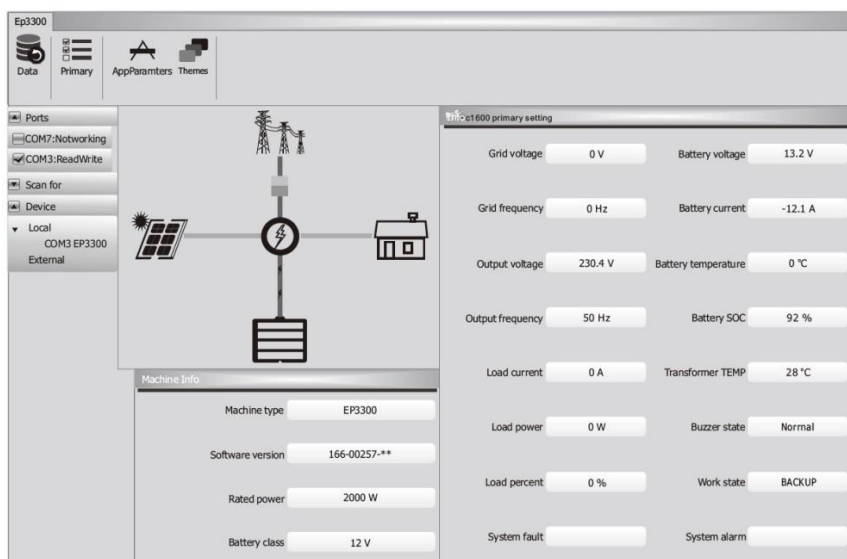 Ep3300
Data
Primary
AppParamters
Themes
Ports
COM7:Notworking
COM3:ReadWrite
Scan for
Device
Local
COM3 EP3300
External
Machine Info
Machine type EP3300
Software version 166-00257-**
Rated power 2000 W
Battery class 12 V
c1600 primary setting
Grid voltage 0 V Battery voltage 13.2 V
Grid frequency 0 Hz Battery current -12.1 A
Output voltage 230.4 V Battery temperature 0 ℃
Output frequency 50 Hz Battery SOC 92 %
Load current 0 A Transformer TEMP 28 °C
Load power 0 W Buzzer state Normal
Load percent 0 % Work state BACKUP
System fault System alarm